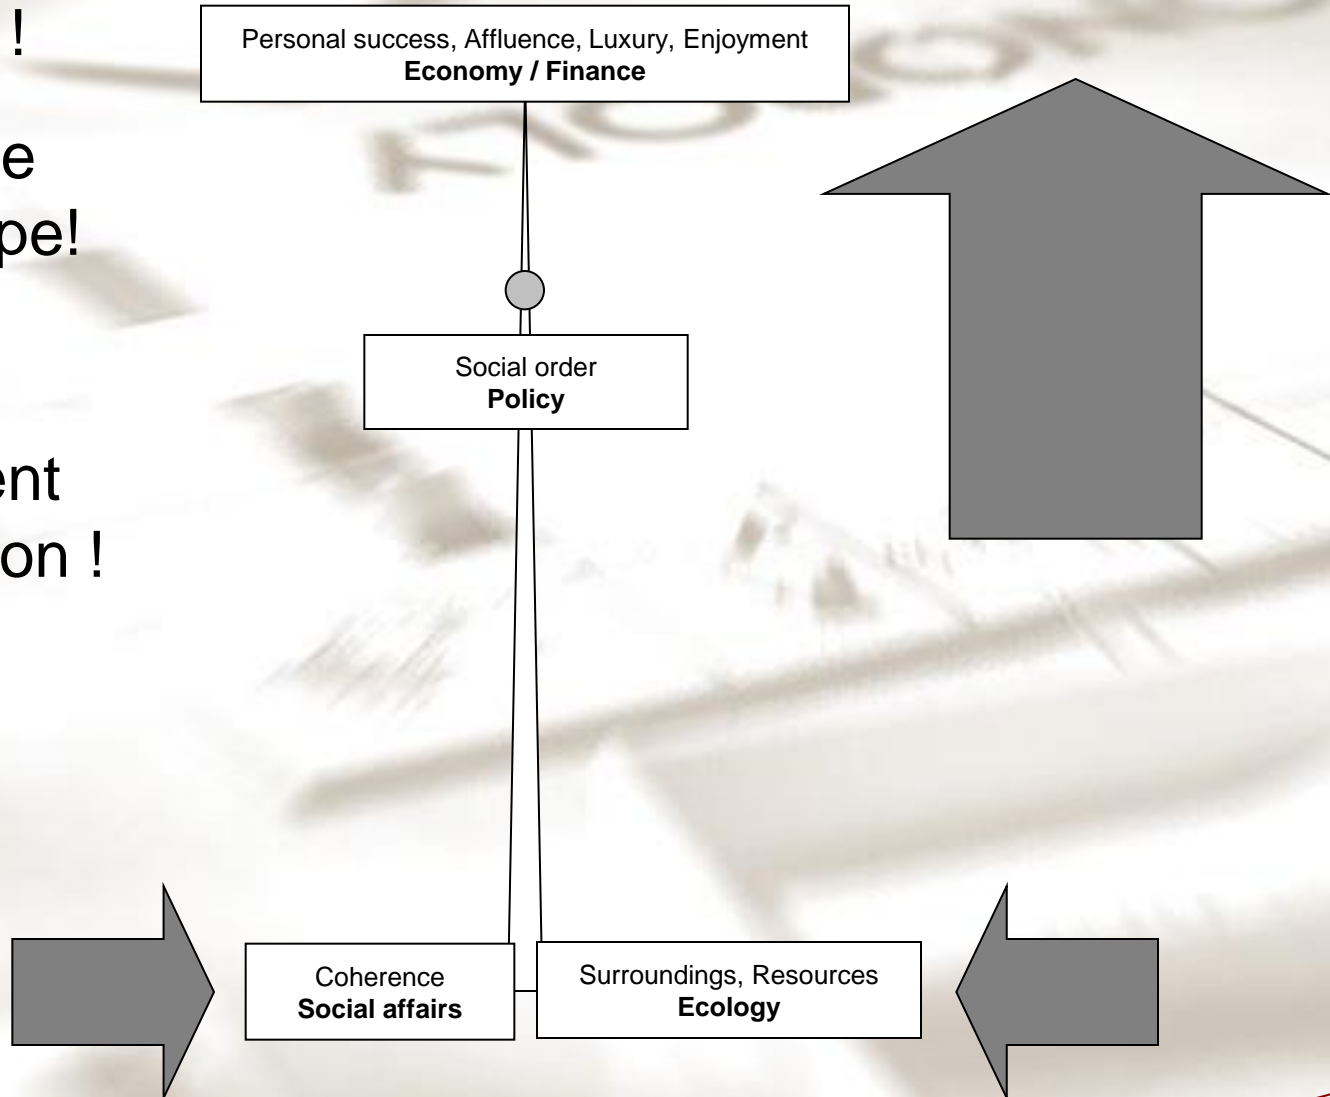 !
e
pe!
ent
on !
Personal success, Affluence, Luxury, Enjoyment
Economy / Finance
Social order
Policy
Coherence
Social affairs
Surroundings, Resources
Ecology